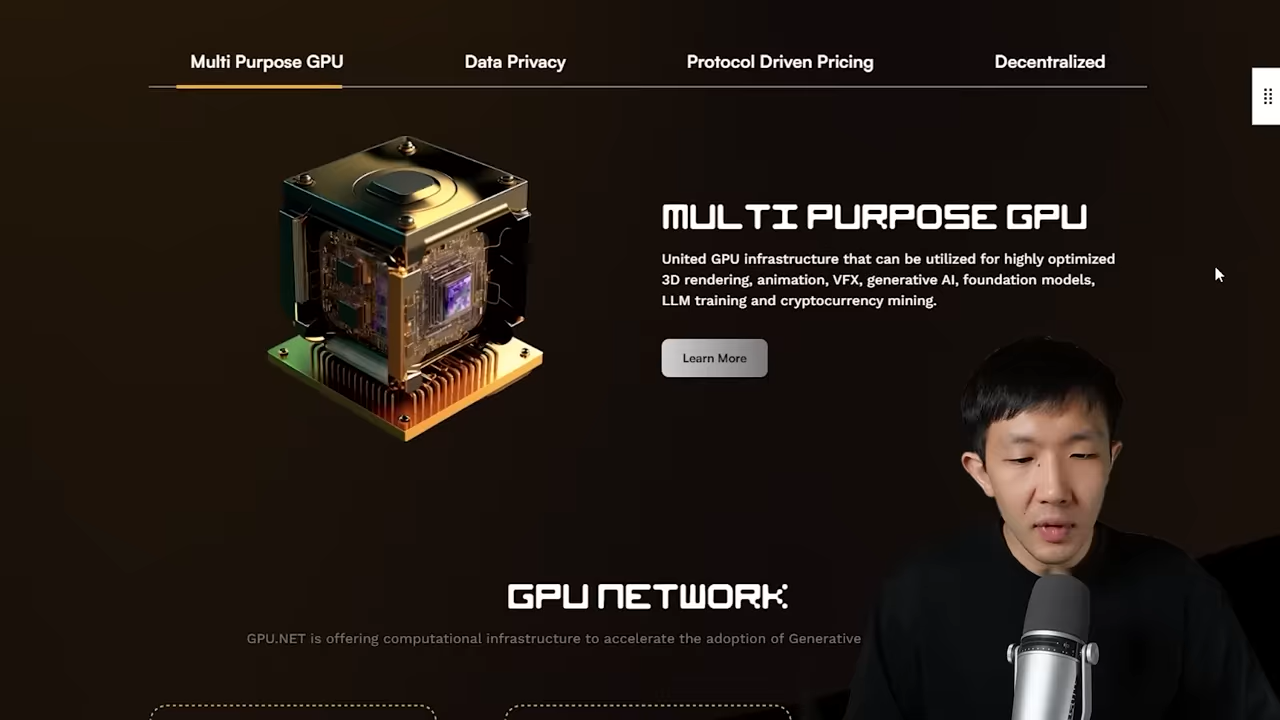 Multi Purpose GPU
Data Privacy
Protocol Driven Pricing
Decentralized
MULTI PURPOSE GPU
United GPU infrastructure that can be utilized for highly optimized
3D rendering, animation, VFX, generative AI, foundation models,
LLM training and cryptocurrency mining.
Learn More
GPU NETWORK
GPU.NET is offering computational infrastructure to accelerate the adoption of Generative